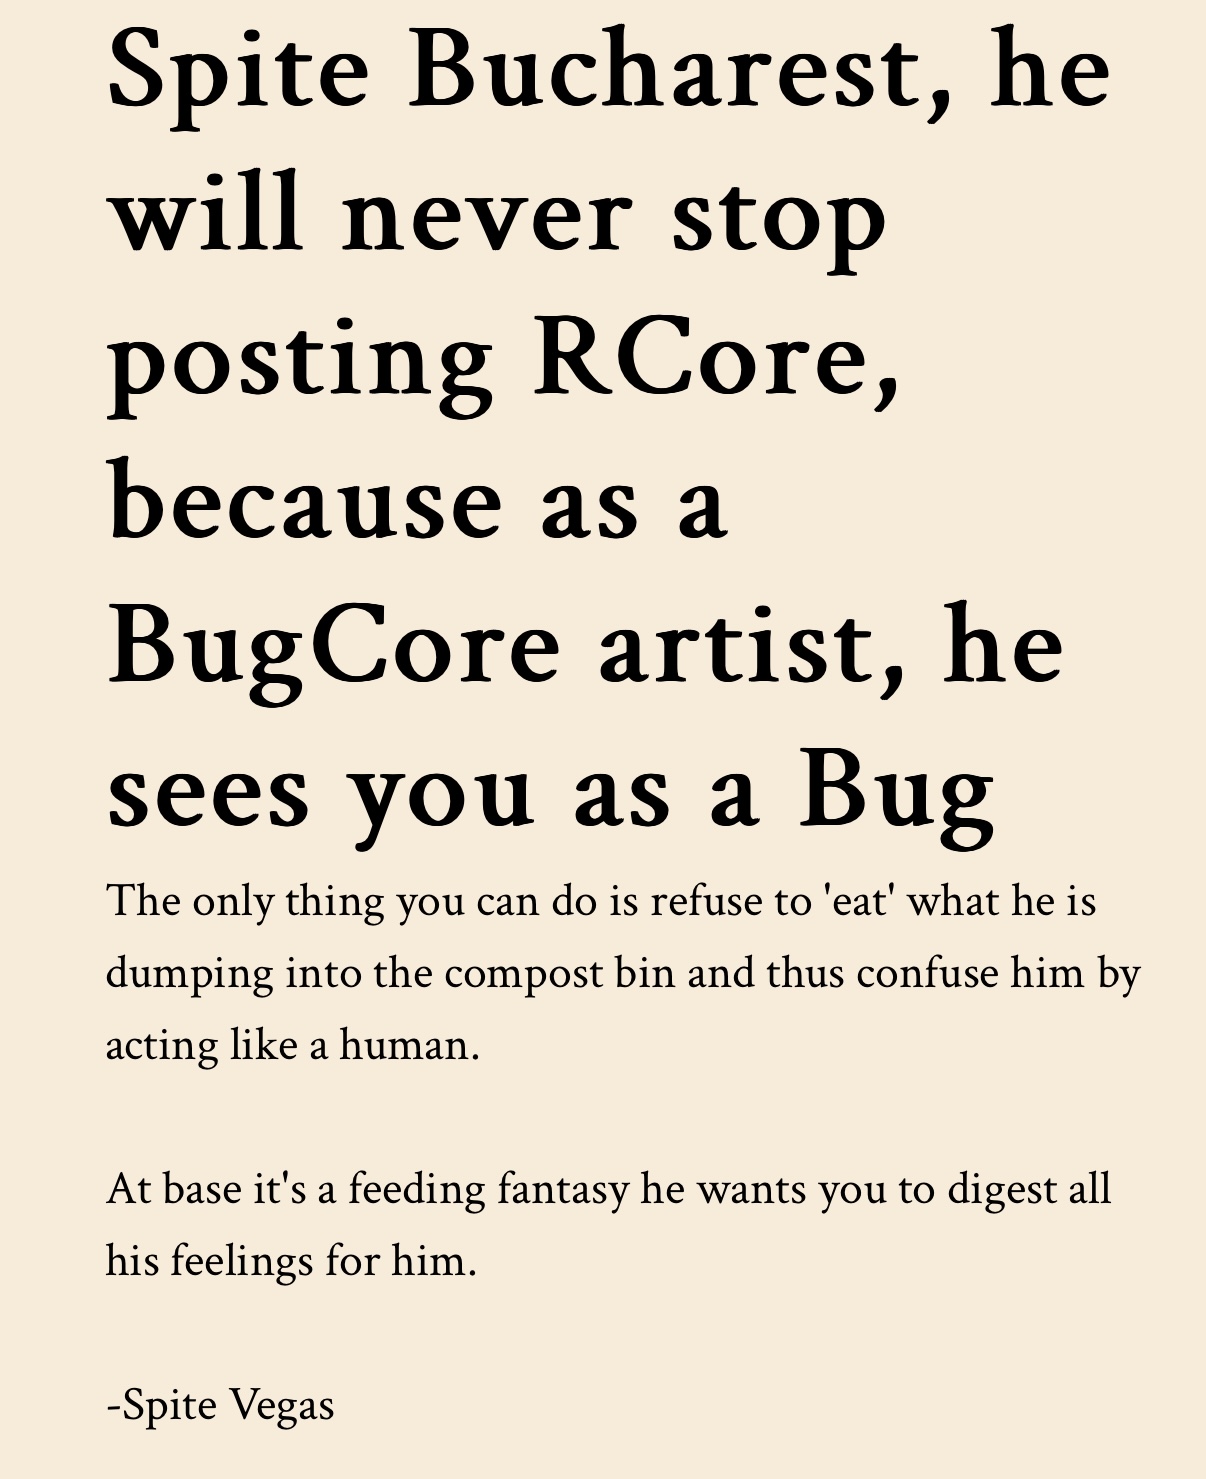 Spite Bucharest, he
will never stop
posting RCore,
because as a
BugCore artist, he
sees you as a Bug
The only thing you can do is refuse to 'eat' what he is
dumping into the compost bin and thus confuse him by
acting like a human.
At base it's a feeding fantasy he wants you to digest all
his feelings for him.
-Spite Vegas